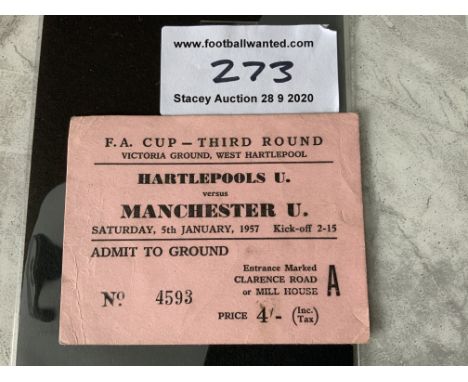 www.footballwanted.com
273
Stacey Auction 28 9 2020
F.A. CUP – THIRD ROUND
VICTORIA GROUND, WEST HARTLEPOOL
HARTLEPOOLS U.
versus
MANCHESTER U.
SATURDAY, 5th JANUARY, 1957 Kick-off 2-15
ADMIT TO GROUND
Entrance Marked
CLARENCE ROAD
or MILL HOUSE A
No 4593
PRICE 4/- (Inc. Tax)